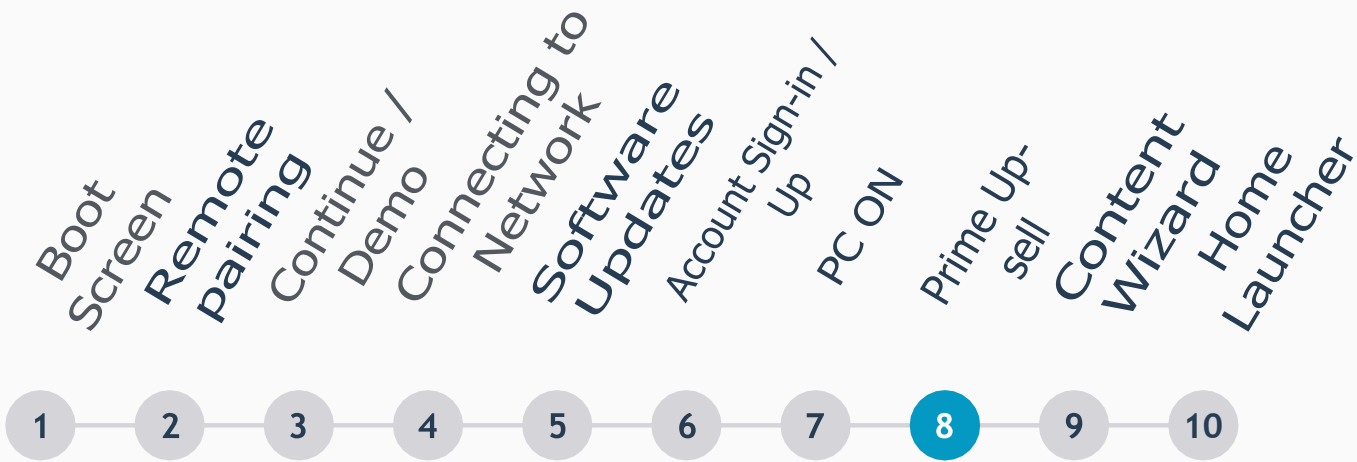 Boot
Screen
Remote
pairing
Continue /
Demo
Connecting to
Network
Software
Updates
Account Sign-in /
Up
PC ON
Prime Up-
sell
Content
Wizard
Home
Launcher
1 2 3 4 5 6 7 8 9 10